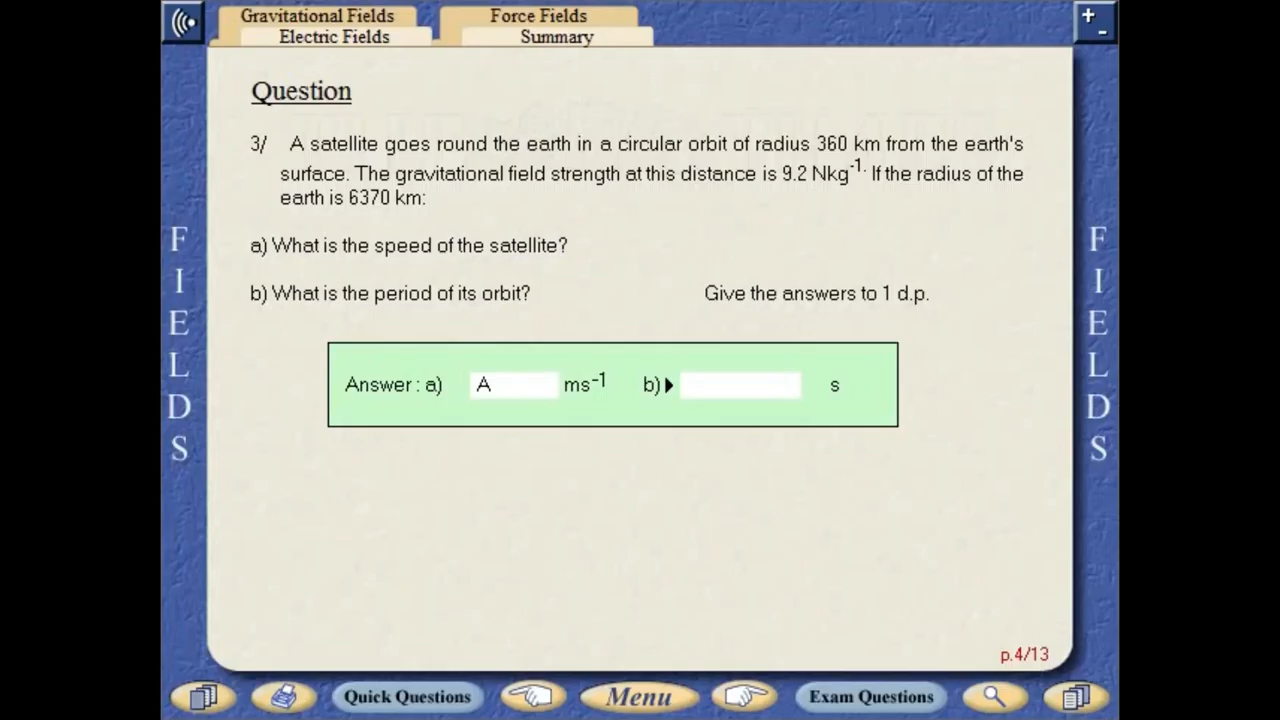 Gravitational Fields
Force Fields
Electric Fields
Summary
+
-
Question
3/ A satellite goes round the earth in a circular orbit of radius 360 km from the earth's
surface. The gravitational field strength at this distance is 9.2 Nkg⁻¹. If the radius of the
earth is 6370 km:
a) What is the speed of the satellite?
b) What is the period of its orbit? Give the answers to 1 d.p.
Answer : a) A ms⁻¹ b) s
FIELDS
FIELDS
p.4/13
Quick Questions
Menu
Exam Questions